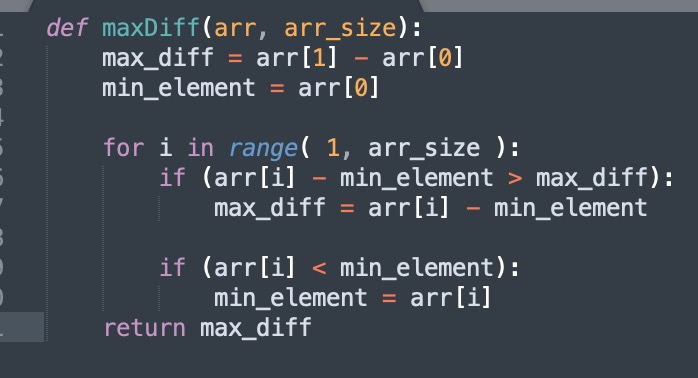 def maxDiff(arr, arr_size):
    max_diff = arr[1] - arr[0]
    min_element = arr[0]

    for i in range( 1, arr_size ):
        if (arr[i] - min_element > max_diff):
            max_diff = arr[i] - min_element

        if (arr[i] < min_element):
            min_element = arr[i]
    return max_diff